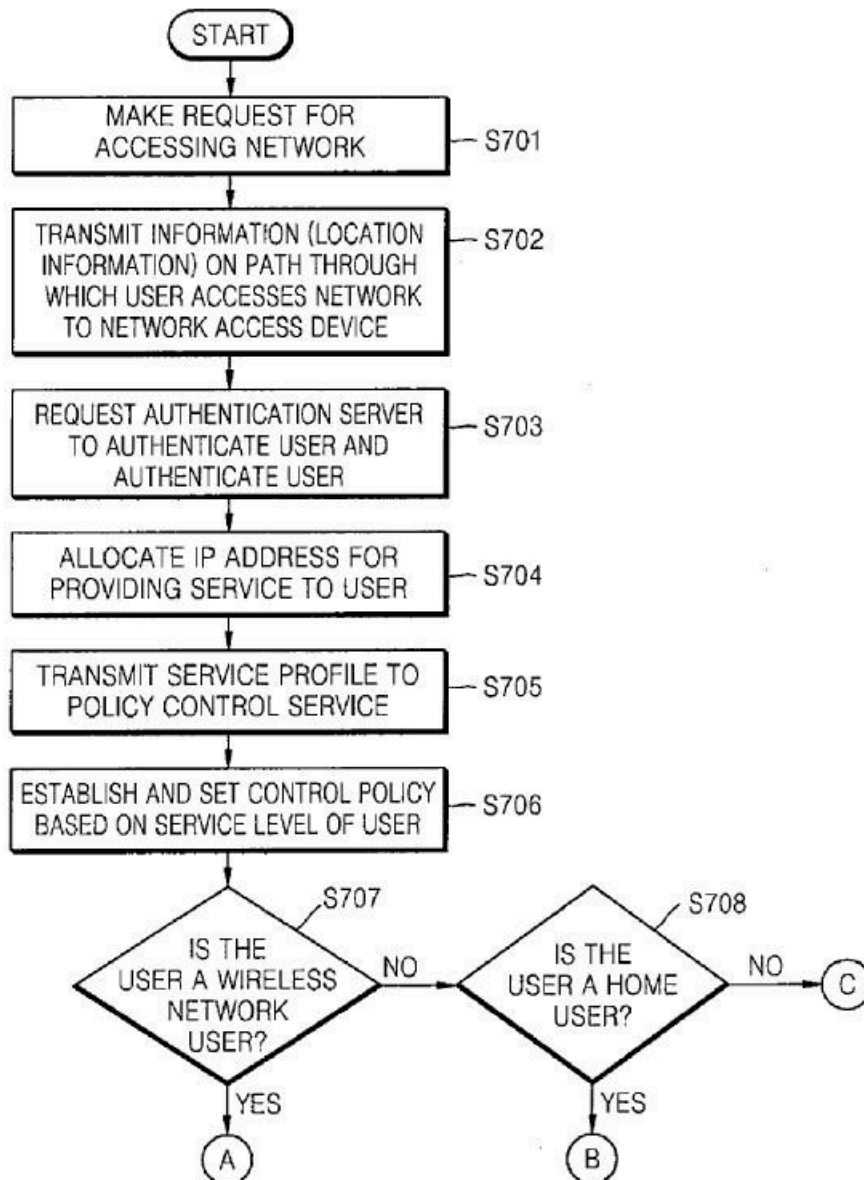 START
MAKE REQUEST FOR
ACCESSING NETWORK
S701
TRANSMIT INFORMATION (LOCATION
INFORMATION) ON PATH THROUGH
WHICH USER ACCESSES NETWORK
TO NETWORK ACCESS DEVICE
S702
REQUEST AUTHENTICATION SERVER
TO AUTHENTICATE USER AND
AUTHENTICATE USER
S703
ALLOCATE IP ADDRESS FOR
PROVIDING SERVICE TO USER
S704
TRANSMIT SERVICE PROFILE TO
POLICY CONTROL SERVICE
S705
ESTABLISH AND SET CONTROL POLICY
BASED ON SERVICE LEVEL OF USER
S706
S707
IS THE
USER A WIRELESS
NETWORK
USER?
NO
YES
A
S708
IS THE
USER A HOME
USER?
NO
C
YES
B